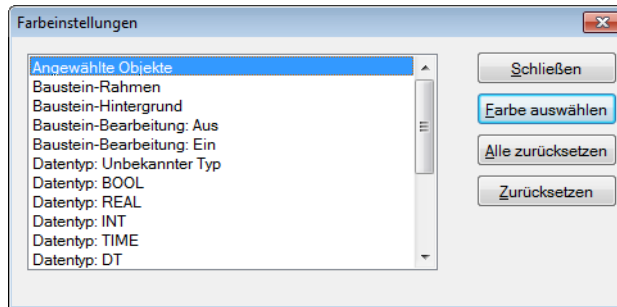 Farbeinstellungen
Angewählte Objekte
Baustein-Rahmen
Baustein-Hintergrund
Baustein-Bearbeitung: Aus
Baustein-Bearbeitung: Ein
Datentyp: Unbekannter Typ
Datentyp: BOOL
Datentyp: REAL
Datentyp: INT
Datentyp: TIME
Datentyp: DT
Schließen
Farbe auswählen
Alle zurücksetzen
Zurücksetzen